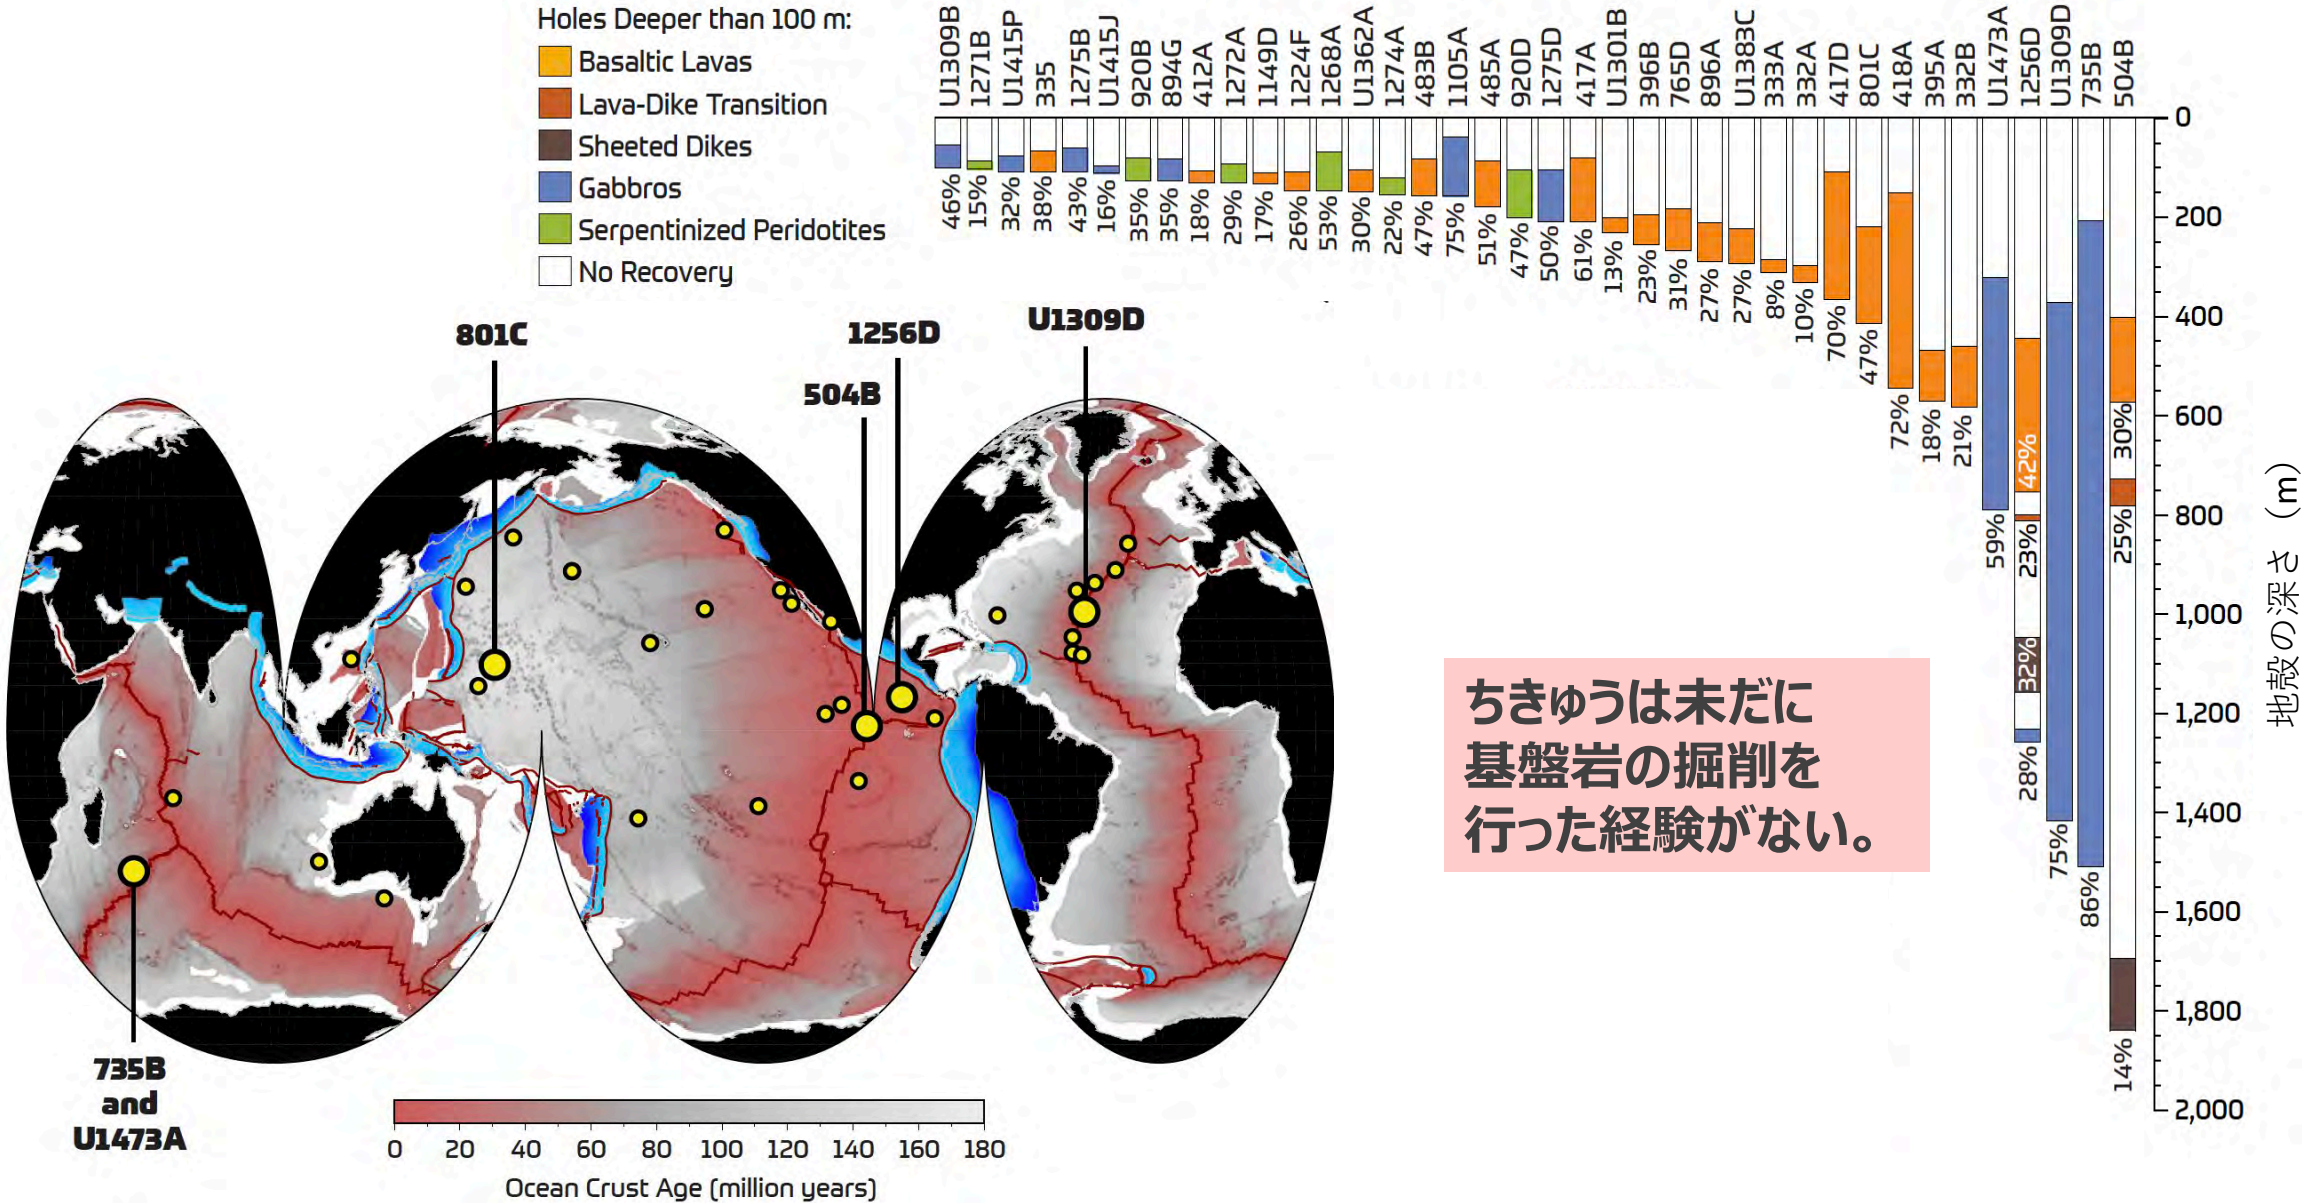 Holes Deeper than 100 m:
Basaltic Lavas
Lava-Dike Transition
Sheeted Dikes
Gabbros
Serpentinized Peridotites
No Recovery
U1309B
1271B
U1415P
335
1275B
U1415J
920B
894G
412A
1272A
1149D
1224F
1268A
U1362A
1274A
483B
1105A
485A
920D
1275D
417A
U1301B
396B
765D
896A
U1383C
333A
332A
417D
801C
418A
395A
332B
U1473A
1256D
U1309D
735B
504B
46%
15%
32%
38%
43%
16%
35%
35%
18%
29%
17%
26%
53%
30%
22%
47%
75%
51%
47%
50%
61%
13%
23%
31%
27%
27%
8%
10%
70%
47%
72%
18%
21%
59%
42%
23%
32%
28%
75%
86%
30%
25%
14%
0
200
400
600
800
1,000
1,200
1,400
1,600
1,800
2,000
地殻の深さ (m)
801C
1256D
504B
U1309D
735B
and
U1473A
ちきゅうは未だに
基盤岩の掘削を
行った経験がない。
0 20 40 60 80 100 120 140 160 180
Ocean Crust Age (million years)